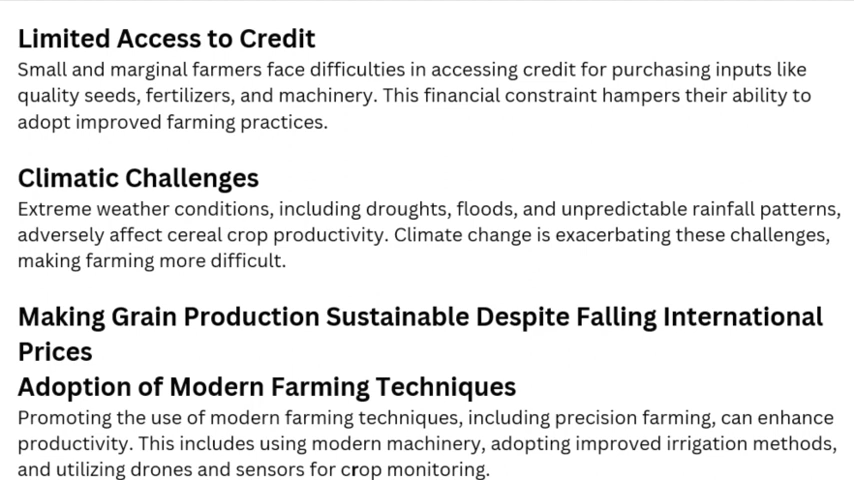 Limited Access to Credit
Small and marginal farmers face difficulties in accessing credit for purchasing inputs like
quality seeds, fertilizers, and machinery. This financial constraint hampers their ability to
adopt improved farming practices.
Climatic Challenges
Extreme weather conditions, including droughts, floods, and unpredictable rainfall patterns,
adversely affect cereal crop productivity. Climate change is exacerbating these challenges,
making farming more difficult.
Making Grain Production Sustainable Despite Falling International
Prices
Adoption of Modern Farming Techniques
Promoting the use of modern farming techniques, including precision farming, can enhance
productivity. This includes using modern machinery, adopting improved irrigation methods,
and utilizing drones and sensors for crop monitoring.